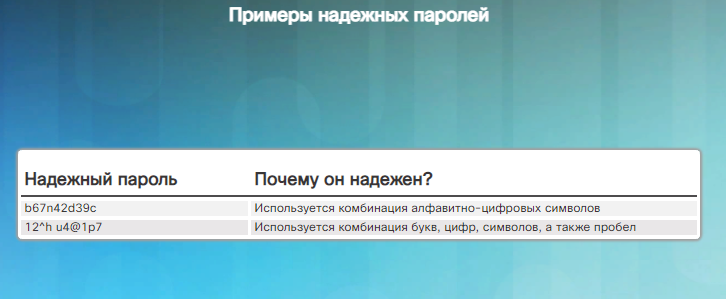 Примеры надежных паролей
Надежный пароль Почему он надежен?
b67n42d39c Используется комбинация алфавитно-цифровых символов
12^h u4@1p7 Используется комбинация букв, цифр, символов, а также пробел